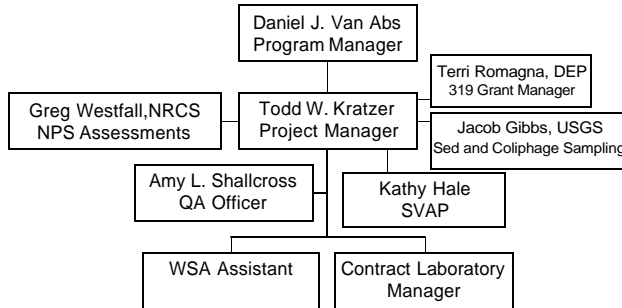 Daniel J. Van Abs
Program Manager
Terri Romagna, DEP
319 Grant Manager
Greg Westfall,NRCS
NPS Assessments
Todd W. Kratzer
Project Manager
Jacob Gibbs, USGS
Sed and Coliphage Sampling
Amy L. Shallcross
QA Officer
Kathy Hale
SVAP
WSA Assistant
Contract Laboratory
Manager